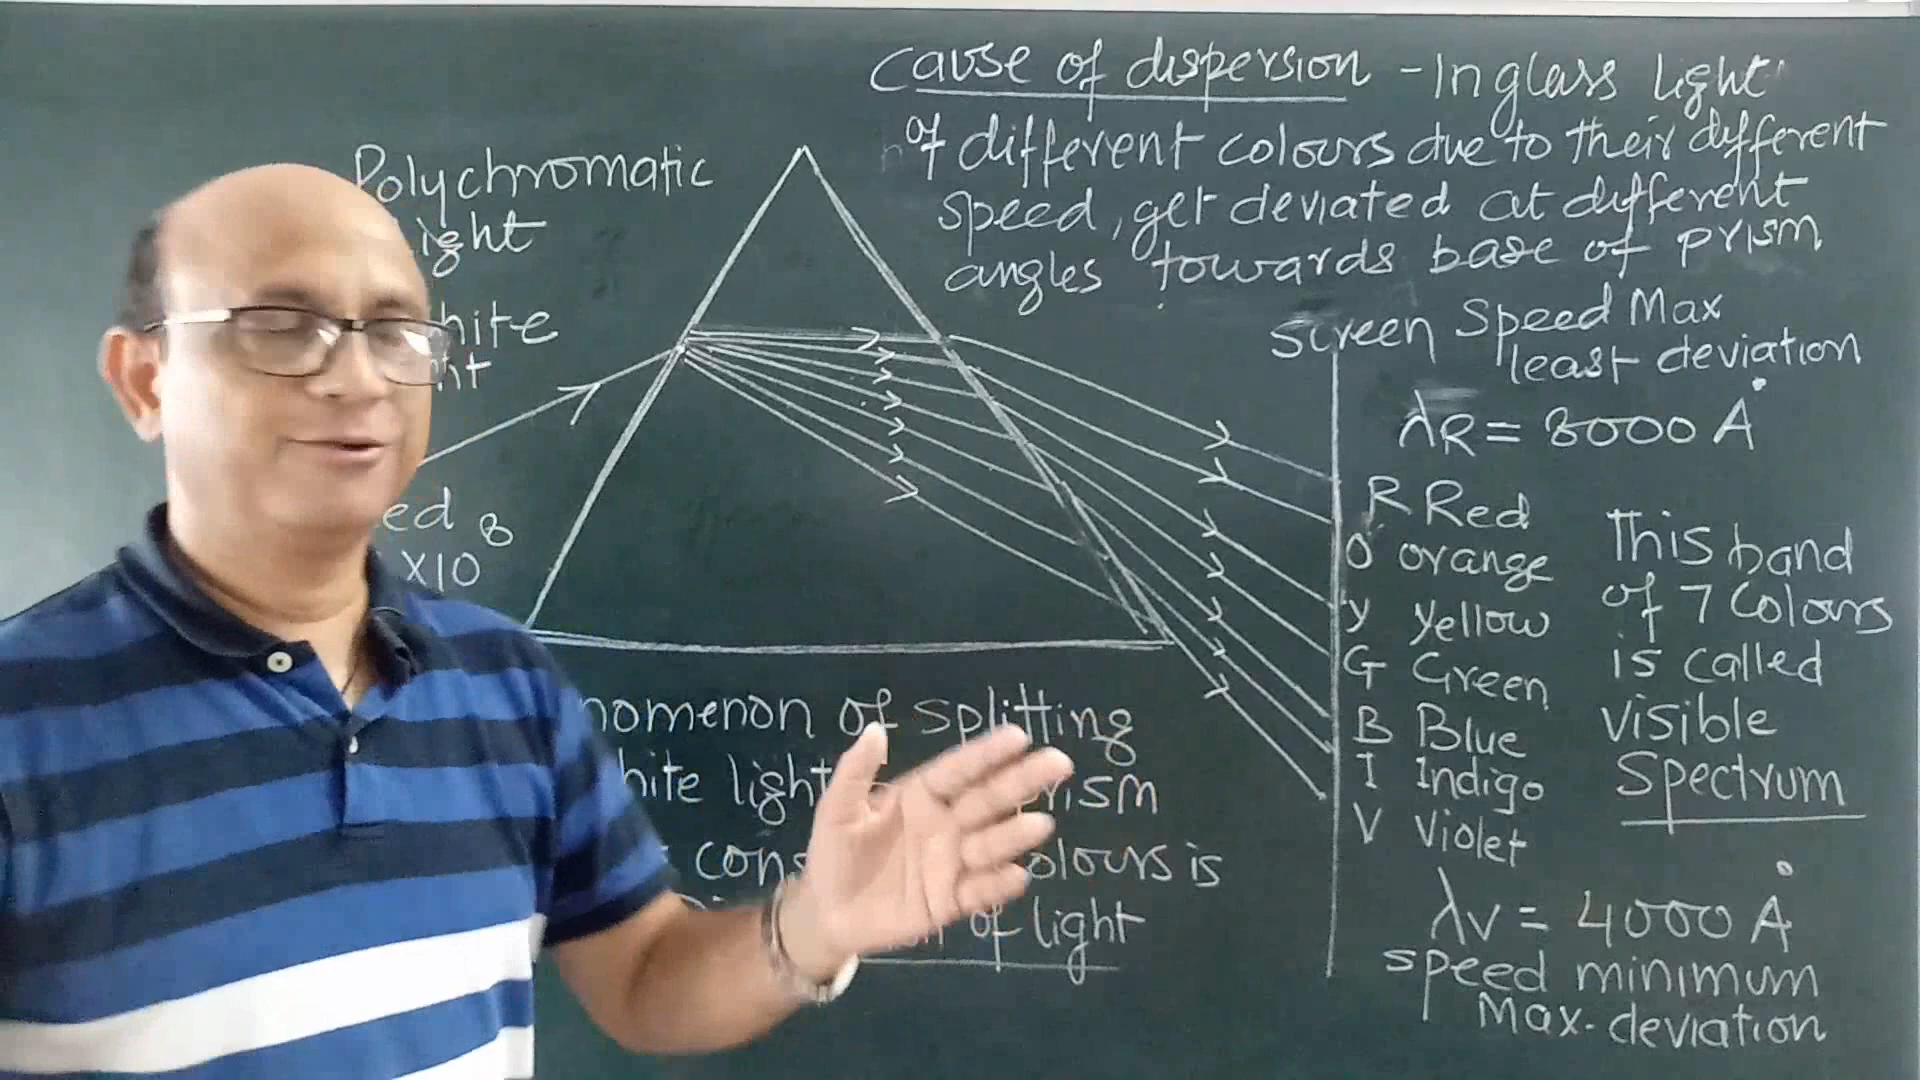 Cause of dispersion - In glass light
of different colours due to their different
speed, get deviated at different
angles towards base of prism
Polychromatic
ight
hite
ht
ed
x10 8
Screen
Speed Max
least deviation
λR = 8000 Å
R Red
O orange
Y Yellow
G Green
B Blue
I Indigo
V Violet
This band
of 7 Colours
is called
visible
Spectrum
λV = 4000 Å
speed minimum
Max. deviation
nomenon of splitting
hite light prism
cons olours is
of light